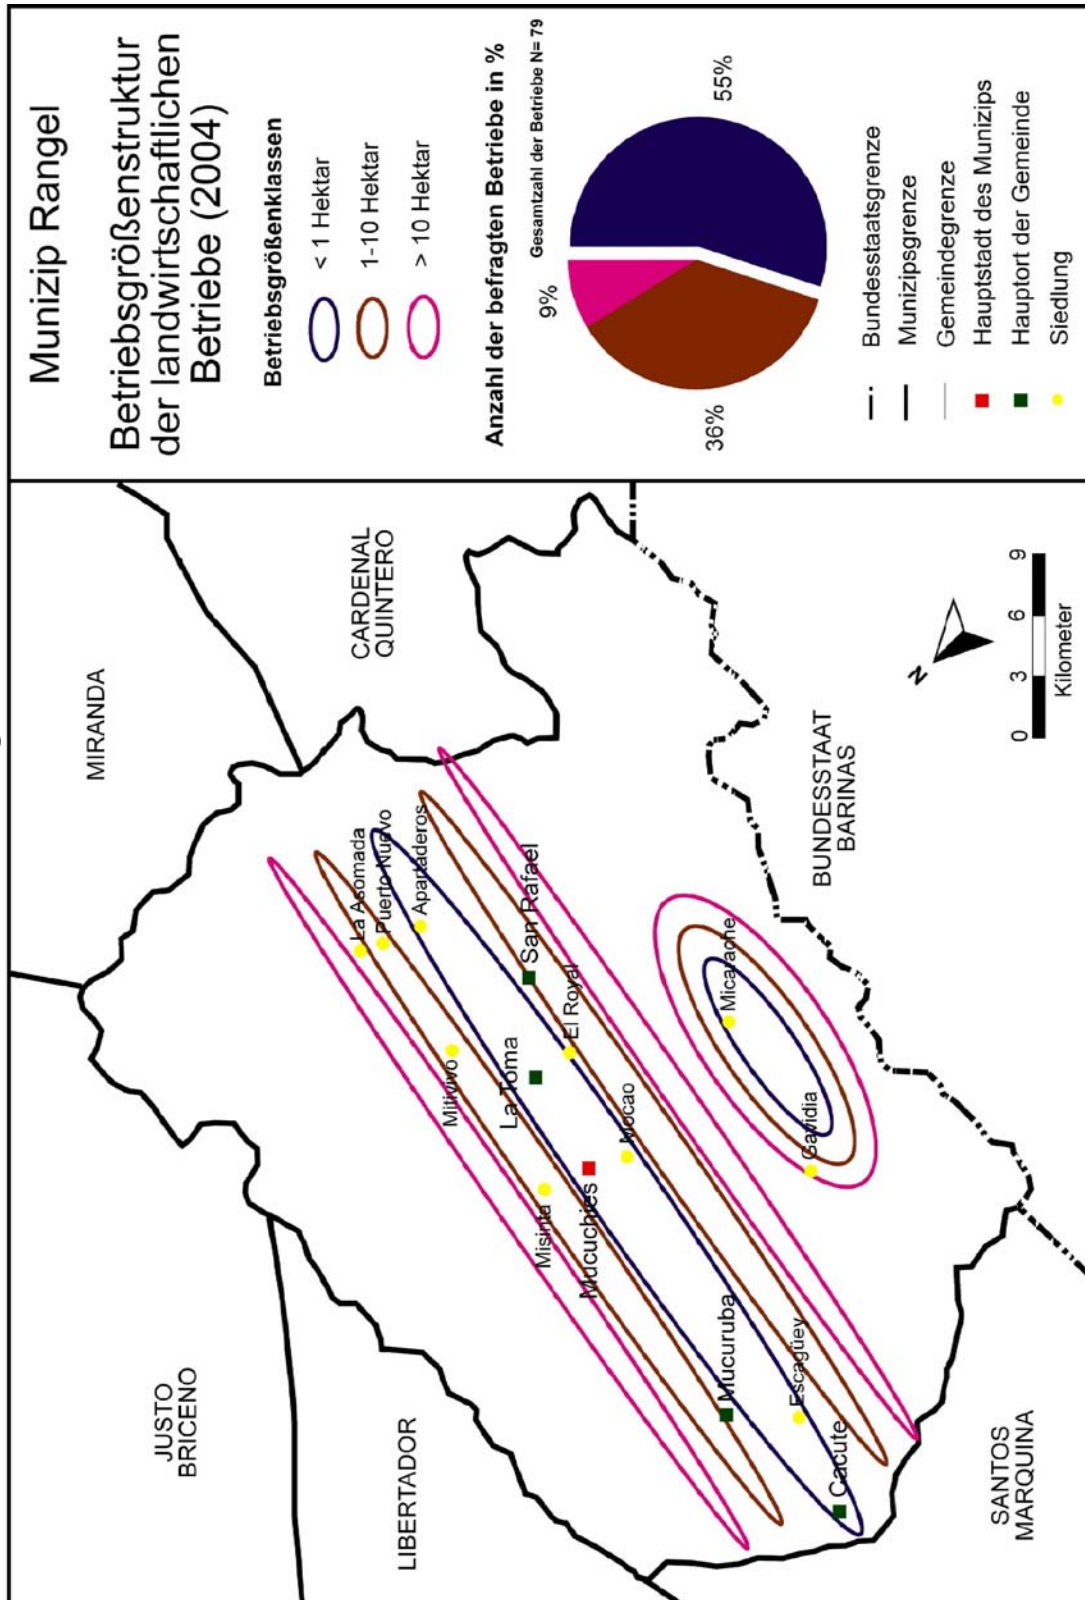 Munizip Rangel
Betriebsgrößenstruktur
der landwirtschaftlichen
Betriebe (2004)
Betriebsgrößenklassen
< 1 Hektar
1-10 Hektar
> 10 Hektar
Anzahl der befragten Betriebe in %
Gesamtzahl der Betriebe N= 79
9%
55%
36%
Bundesstaatsgrenze
Munizipsgrenze
Gemeindegrenze
Hauptstadt des Munizips
Hauptort der Gemeinde
Siedlung
MIRANDA
CARDENAL
QUINTERO
JUSTO
BRICENO
LIBERTADOR
La Asomada
Puerto Nuevo
Apartaderos
Mitivivo
San Rafael
La Toma
El Royal
Misinta
Mucuchies
Mocao
Micarache
Gavidia
Mucuruba
Escagüey
Cacute
BUNDESSTAAT
BARINAS
SANTOS
MARQUINA
N
0 3 6 9
Kilometer